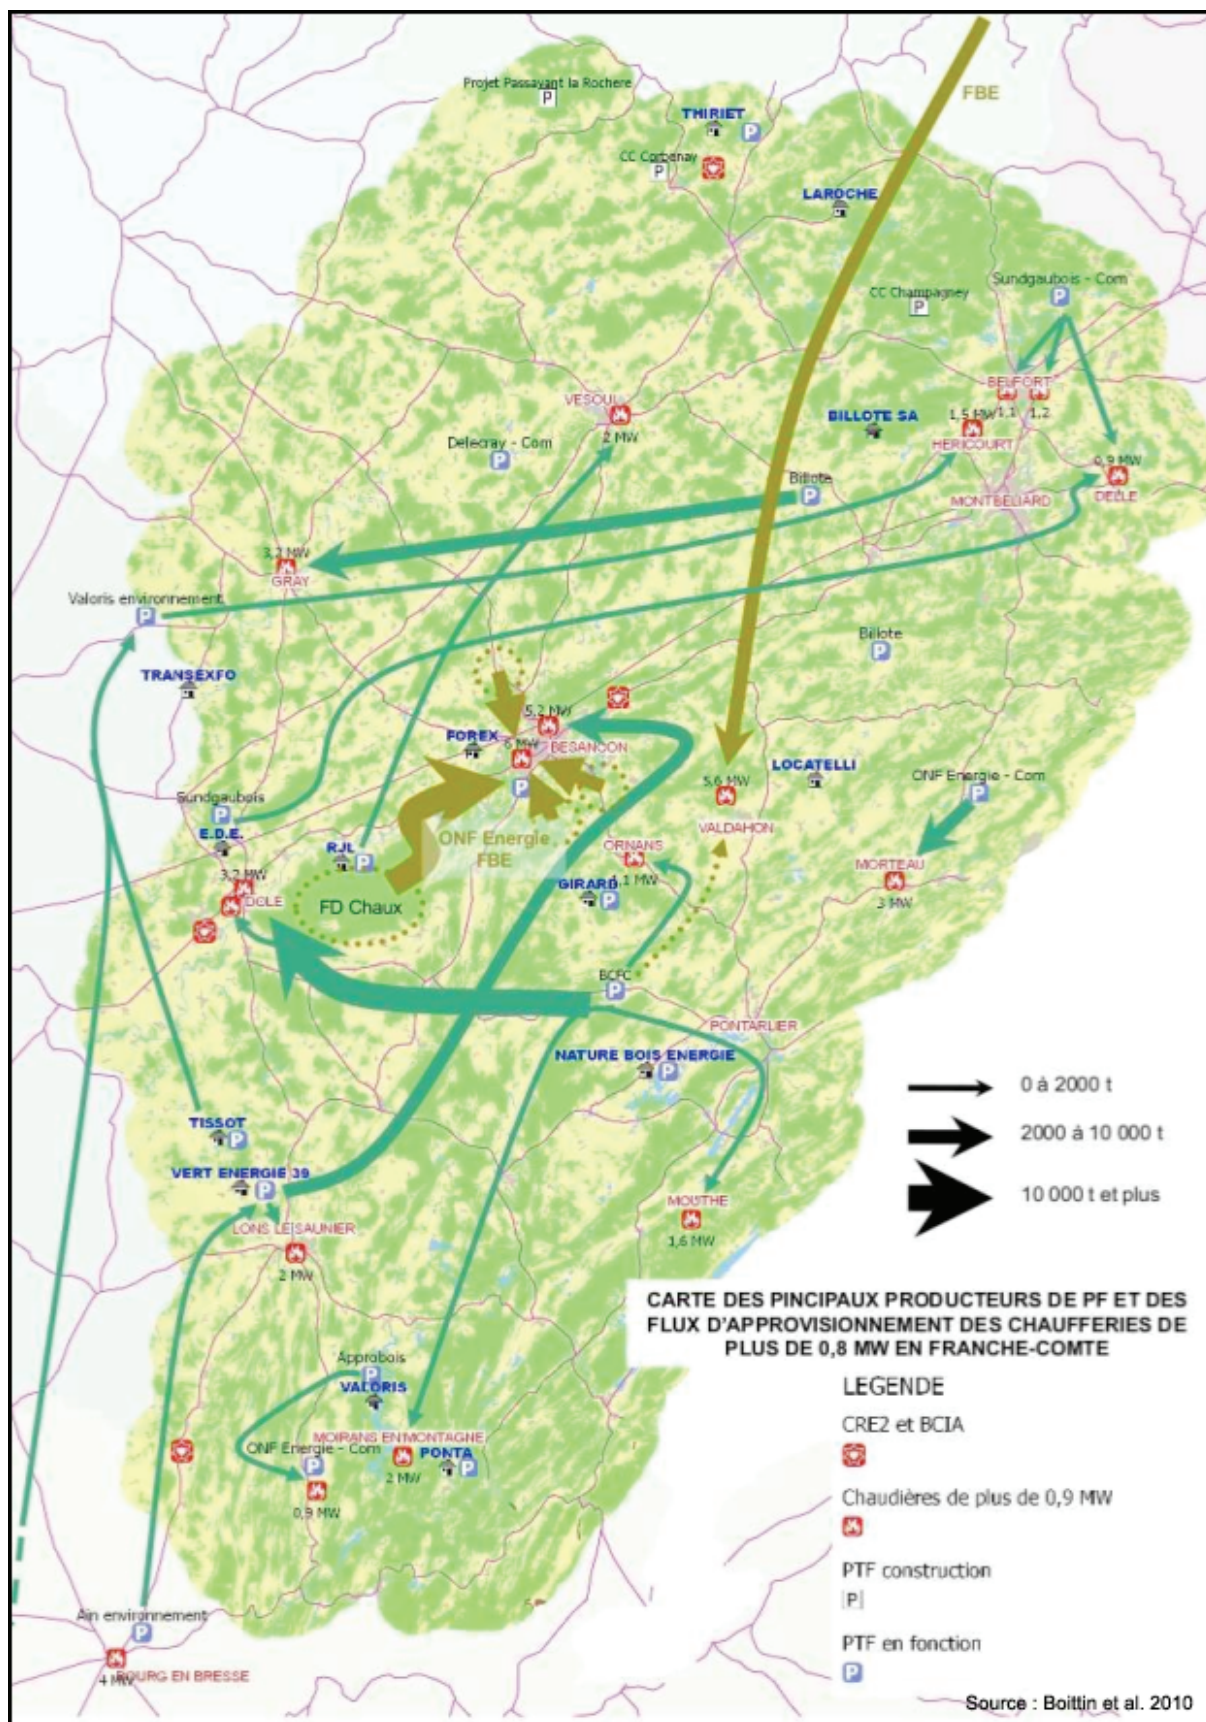 Projet Passavant la Rochere
FBE
THIRIET
CC Corbenay
LAROCHE
Sundgaubois - Com
CC Champagney
BELFORT
VESOUL
1,5 MW
1,1
1,2
BILLOTE SA
2 MW
HERICOURT
Delecray - Com
0,9 MW
Billote
MONTBELIARD
DELLE
3,2 MW
GRAY
Valoris environnement
Billote
TRANSEXFO
5,2 MW
FOREX
6 MW
BESANCON
LOCATELLI
ONF Energie - Com
5,6 MW
Sundgaubois
VALDAHON
E.D.E.
ONF Energie
FBE
RJL
ORNANS
MORTEAU
3,2 MW
1,1 MW
GIRARD
DOLE
FD Chaux
3 MW
BCFC
PONTARLIER
NATURE BOIS ENERGIE
0 à 2000 t
TISSOT
2000 à 10 000 t
VERT ENERGIE 39
10 000 t et plus
MOUTHE
LONS LE SAUNIER
1,6 MW
2 MW
CARTE DES PINCIPAUX PRODUCTEURS DE PF ET DES
FLUX D'APPROVISIONNEMENT DES CHAUFFERIES DE
PLUS DE 0,8 MW EN FRANCHE-COMTE
Approbois
VALORIS
LEGENDE
CRE2 et BCIA
MOIRANS EN MONTAGNE
ONF Energie - Com
PONTA
2 MW
Chaudières de plus de 0,9 MW
0,9 MW
PTF construction
P
Ain environnement
PTF en fonction
P
BOURG EN BRESSE
4 MW
Source : Boittin et al. 2010